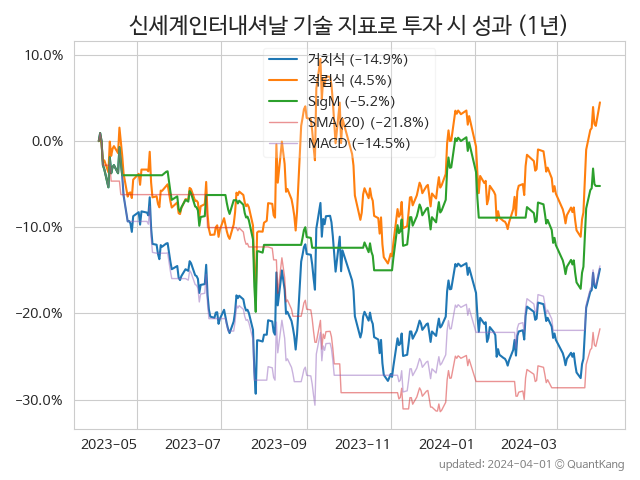 신세계인터내셔날 기술 지표로 투자 시 성과 (1년)
거치식 (−14.9%)
적립식 (4.5%)
SigM (−5.2%)
SMA(20) (−21.8%)
MACD (−14.5%)
10.0%
0.0%
−10.0%
−20.0%
−30.0%
2023-05 2023-07 2023-09 2023-11 2024-01 2024-03
updated: 2024-04-01 © QuantKang